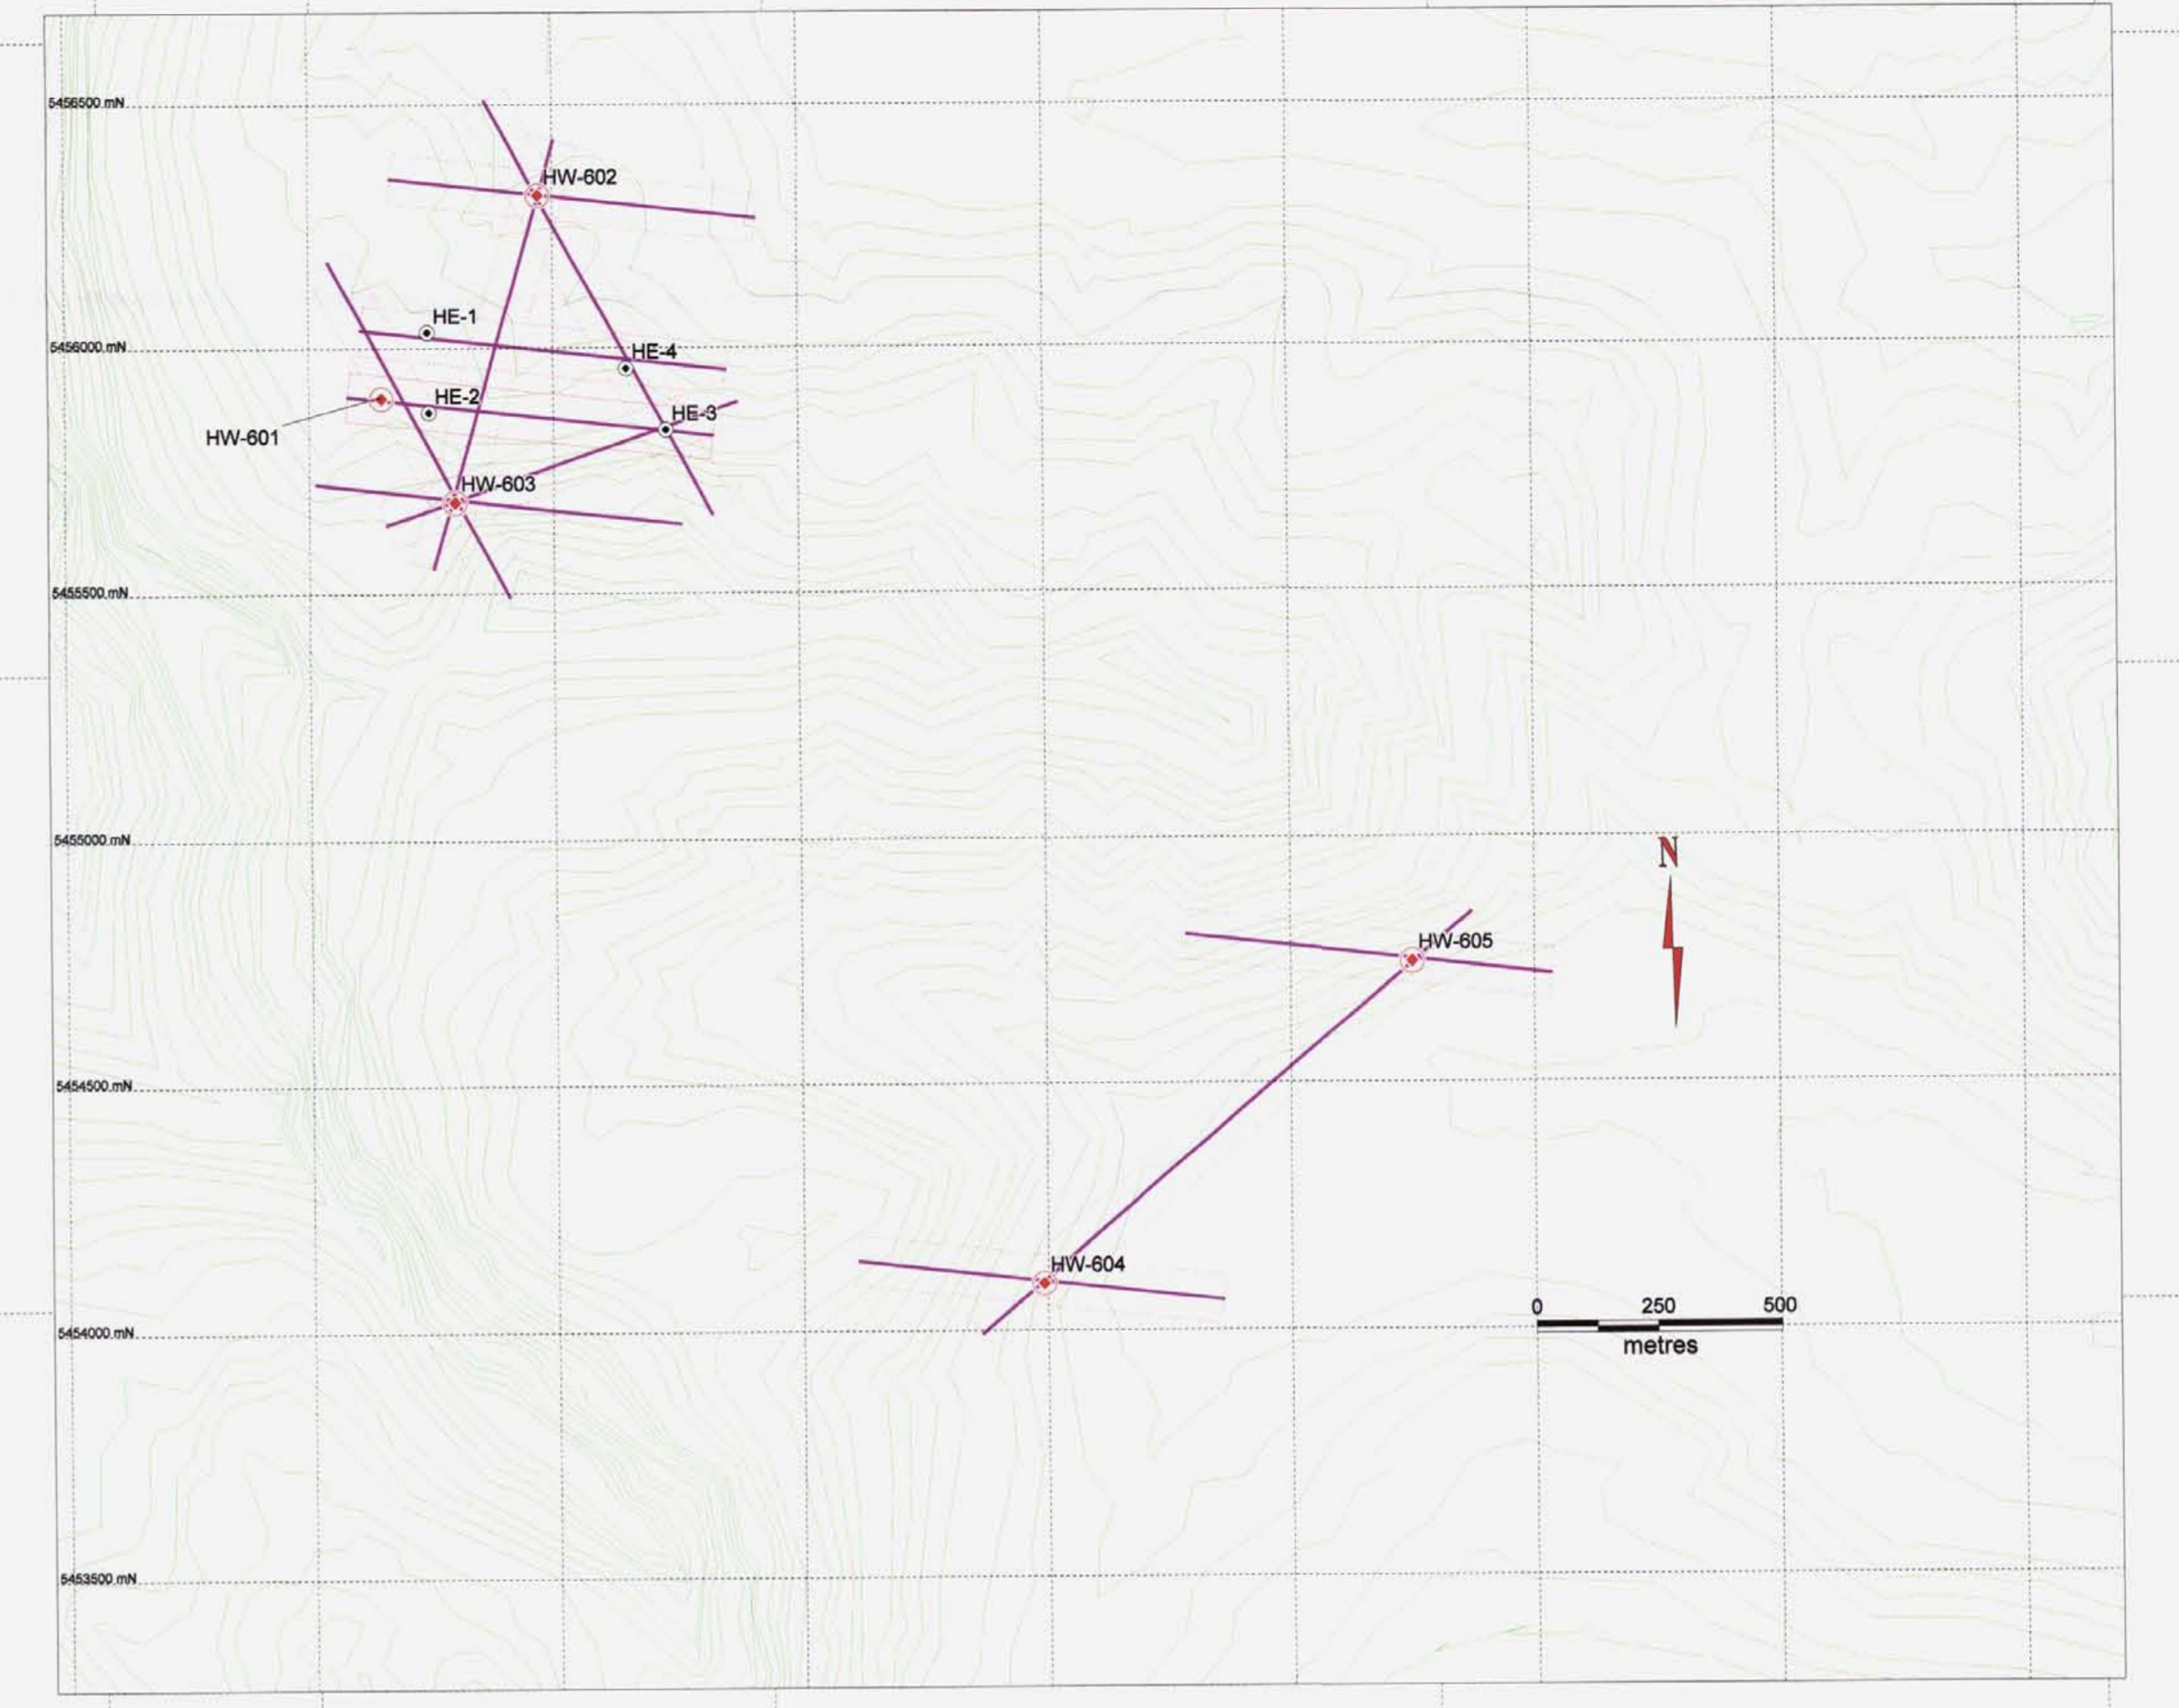 5456500 mN
HW-602
HE-1
5456000 mN
HE-4
HE-2
HE-3
HW-601
HW-603
5455500 mN
5455000 mN
N
HW-605
5454500 mN
HW-604
0 250 500
metres
5454000 mN
5453500 mN